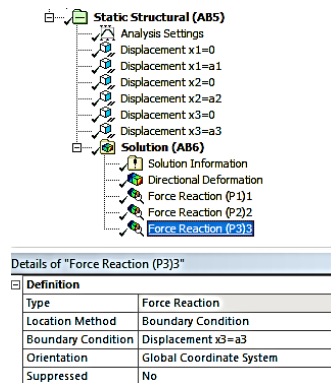 Static Structural (AB5)
Analysis Settings
Displacement x1=0
Displacement x1=a1
Displacement x2=0
Displacement x2=a2
Displacement x3=0
Displacement x3=a3
Solution (AB6)
Solution Information
Directional Deformation
Force Reaction (P1)1
Force Reaction (P2)2
Force Reaction (P3)3
Details of "Force Reaction (P3)3"
Definition
Type Force Reaction
Location Method Boundary Condition
Boundary Condition Displacement x3=a3
Orientation Global Coordinate System
Suppressed No